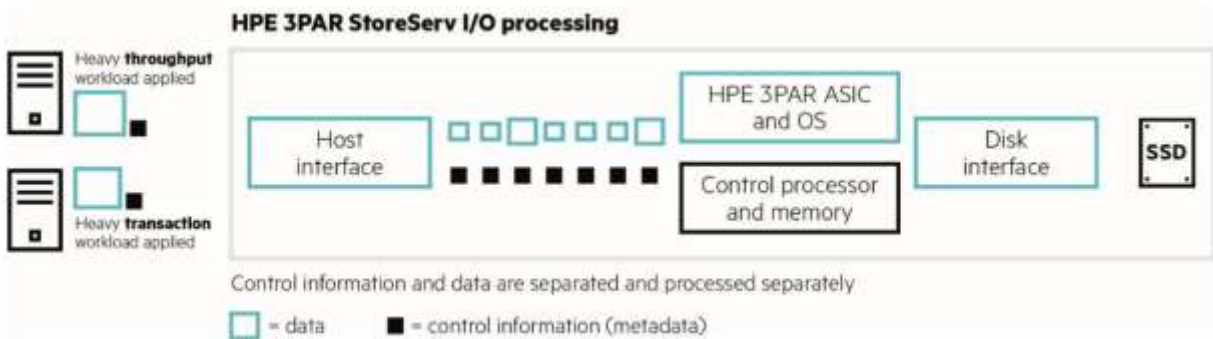 HPE 3PAR StoreServ I/O processing
Heavy throughput
workload applied
Heavy transaction
workload applied
Host
interface
HPE 3PAR ASIC
and OS
Control processor
and memory
Disk
interface
SSD
Control information and data are separated and processed separately
= data
= control information (metadata)